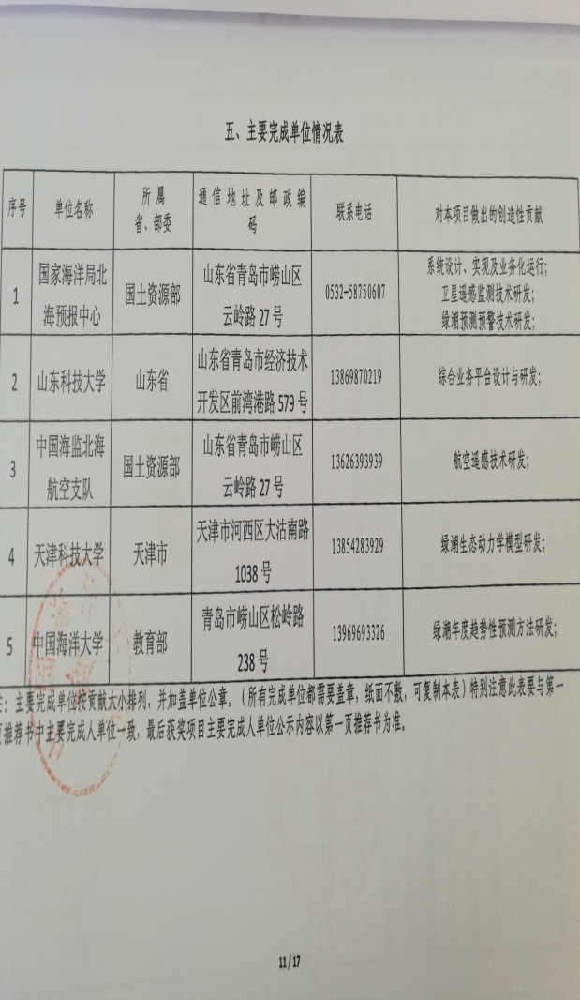 五、主要完成单位情况表
序号 单位名称 所属省、部委 通信地址及邮政编码 联系电话 对本项目做出的创造性贡献
1 国家海洋局北海预报中心 国土资源部 山东省青岛市崂山区云岭路27号 0532-58750607 系统设计、实现及业务化运行；卫星遥感监测技术研发；绿潮预测预警技术研发；
2 山东科技大学 山东省 山东省青岛市经济技术开发区前湾港路579号 13869870219 综合业务平台设计与研发；
3 中国海监北海航空支队 国土资源部 山东省青岛市崂山区云岭路27号 13626393939 航空遥感技术研发；
4 天津科技大学 天津市 天津市河西区大沽南路1038号 13854283929 绿潮生态动力学模型研发；
5 中国海洋大学 教育部 青岛市崂山区松岭路238号 13969693326 绿潮年度趋势性预测方法研发；
：主要完成单位按贡献大小排列，并加盖单位公章。（所有完成单位都需要盖章，纸面不敷，可复制本表）特别注意此表要与第一
推荐书中主要完成人单位一致，最后获奖项目主要完成人单位公示内容以第一页推荐书为准。
11/17